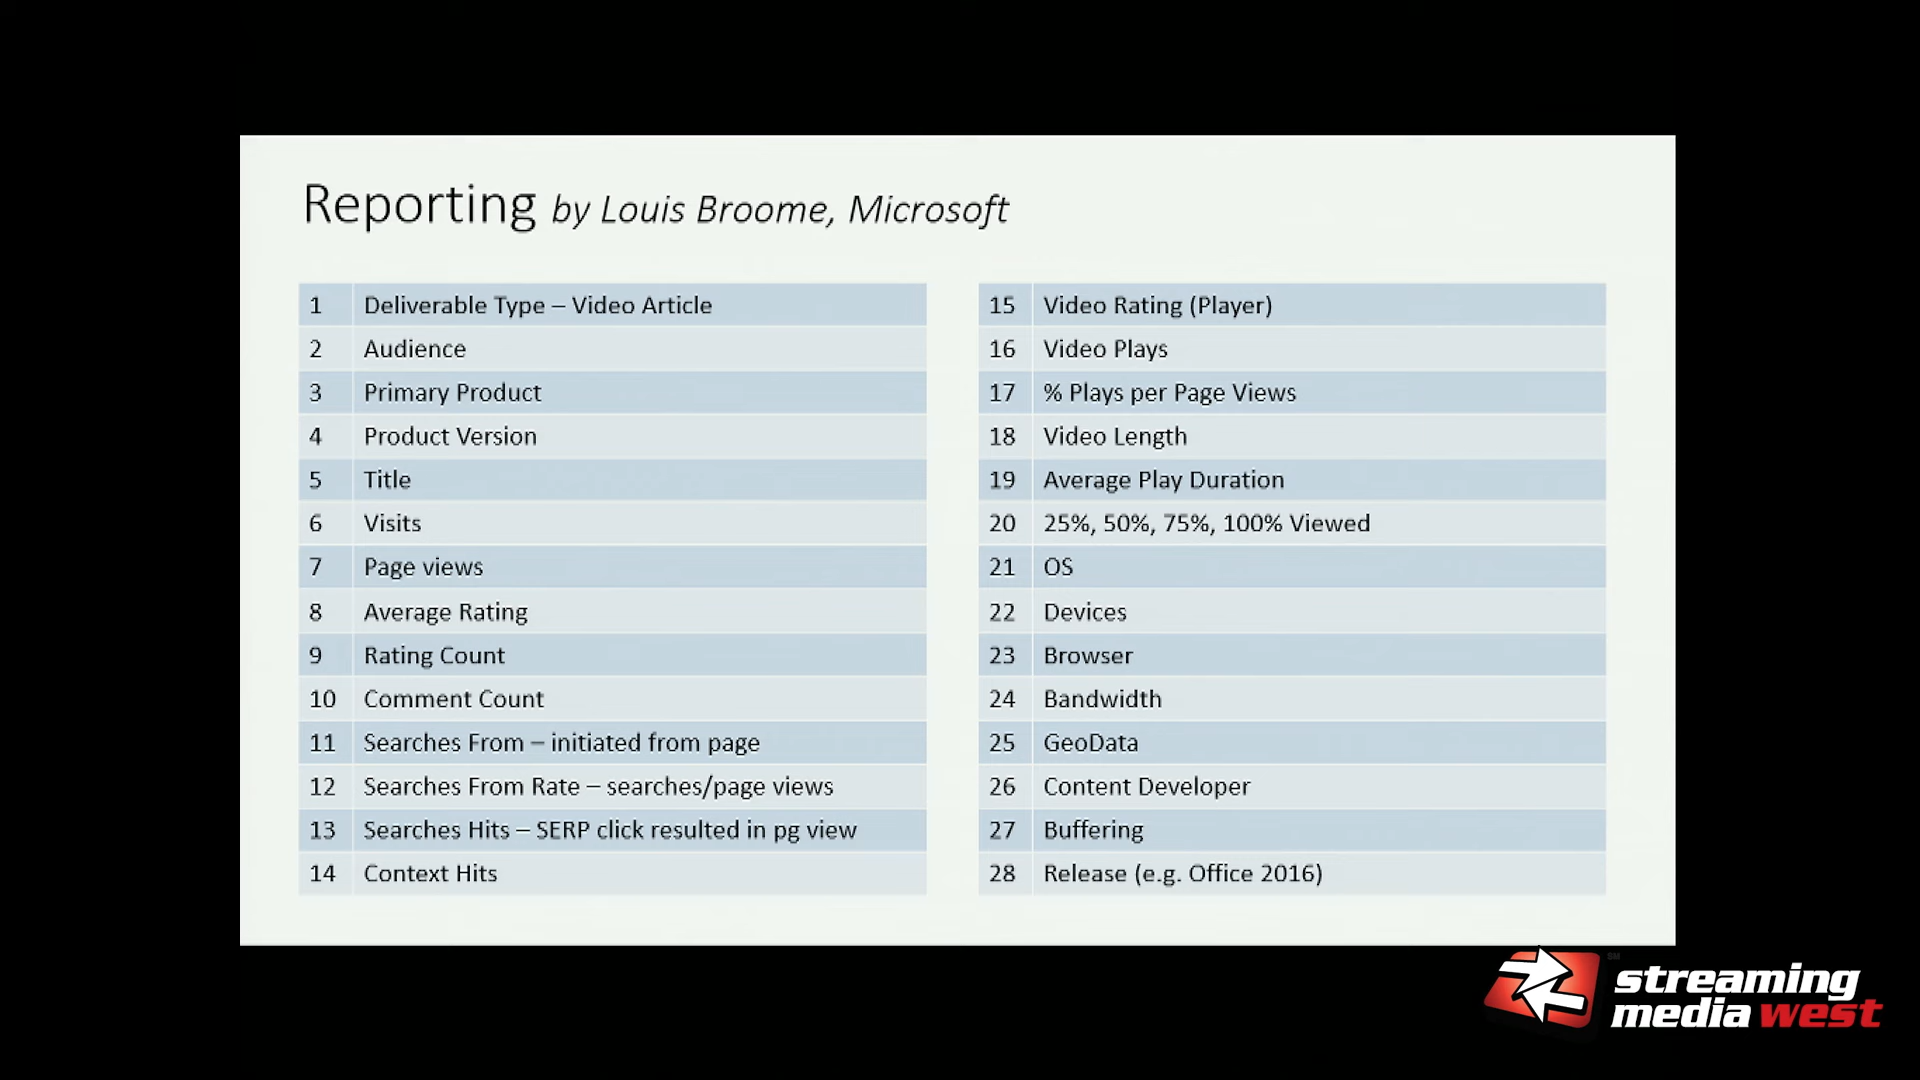 Reporting by Louis Broome, Microsoft
1 Deliverable Type – Video Article
2 Audience
3 Primary Product
4 Product Version
5 Title
6 Visits
7 Page views
8 Average Rating
9 Rating Count
10 Comment Count
11 Searches From – initiated from page
12 Searches From Rate – searches/page views
13 Searches Hits – SERP click resulted in pg view
14 Context Hits
15 Video Rating (Player)
16 Video Plays
17 % Plays per Page Views
18 Video Length
19 Average Play Duration
20 25%, 50%, 75%, 100% Viewed
21 OS
22 Devices
23 Browser
24 Bandwidth
25 GeoData
26 Content Developer
27 Buffering
28 Release (e.g. Office 2016)
SM
streaming
media west